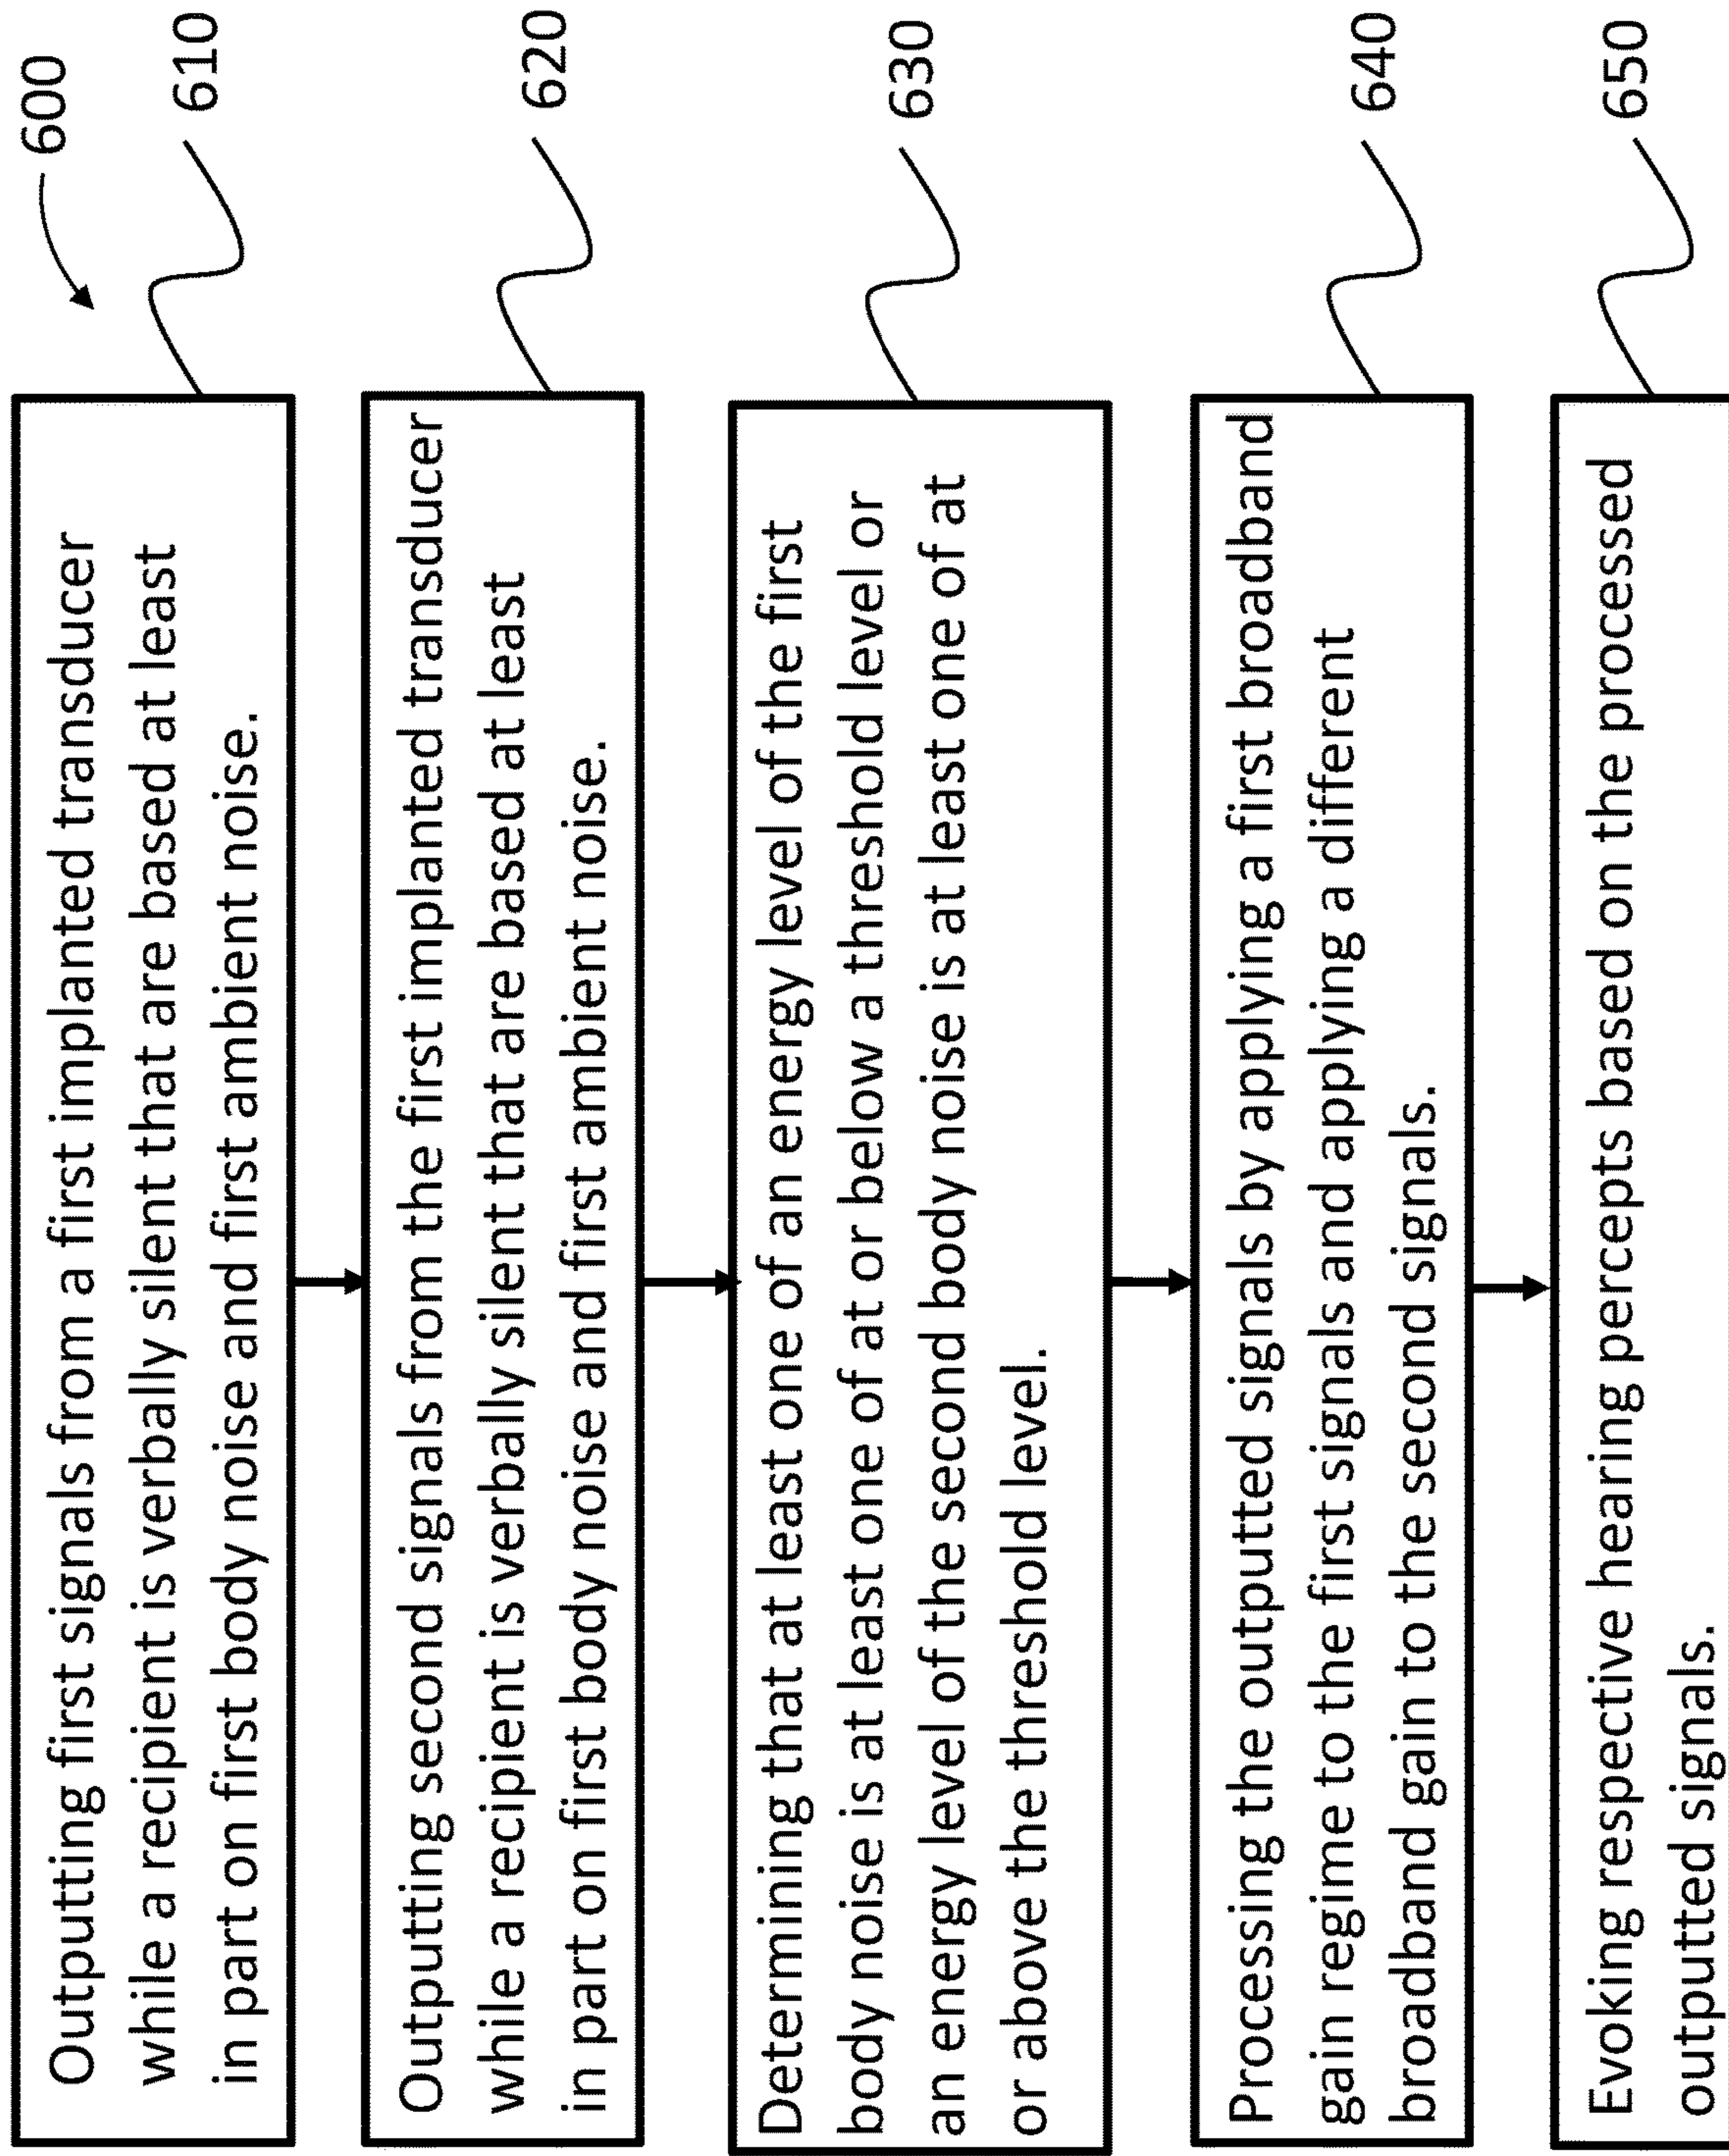 600
Outputting first signals from a first implanted transducer
while a recipient is verbally silent that are based at least
in part on first body noise and first ambient noise.
610
Outputting second signals from the first implanted transducer
while a recipient is verbally silent that are based at least
in part on first body noise and first ambient noise.
620
Determining that at least one of an energy level of the first
body noise is at least one of at or below a threshold level or
an energy level of the second body noise is at least one of at
or above the threshold level.
630
Processing the outputted signals by applying a first broadband
gain regime to the first signals and applying a different
broadband gain to the second signals.
640
Evoking respective hearing percepts based on the processed
outputted signals.
650